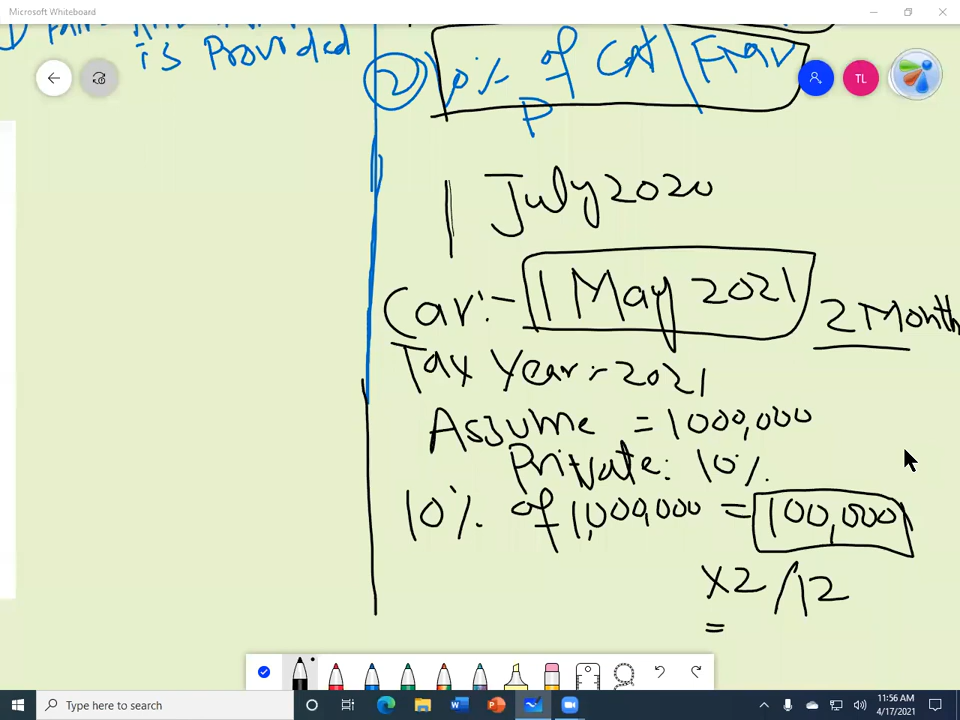 Microsoft Whiteboard
is Provided
2 10% of Cost
P
TL
1 July 2020
Car:- 1 May 2021
2 Month
Tax Year:- 2021
Assume = 1000,000
Private: 10%.
10% of 1,000,000 = 100,000
x2/12
=
Type here to search
11:56 AM
4/17/2021